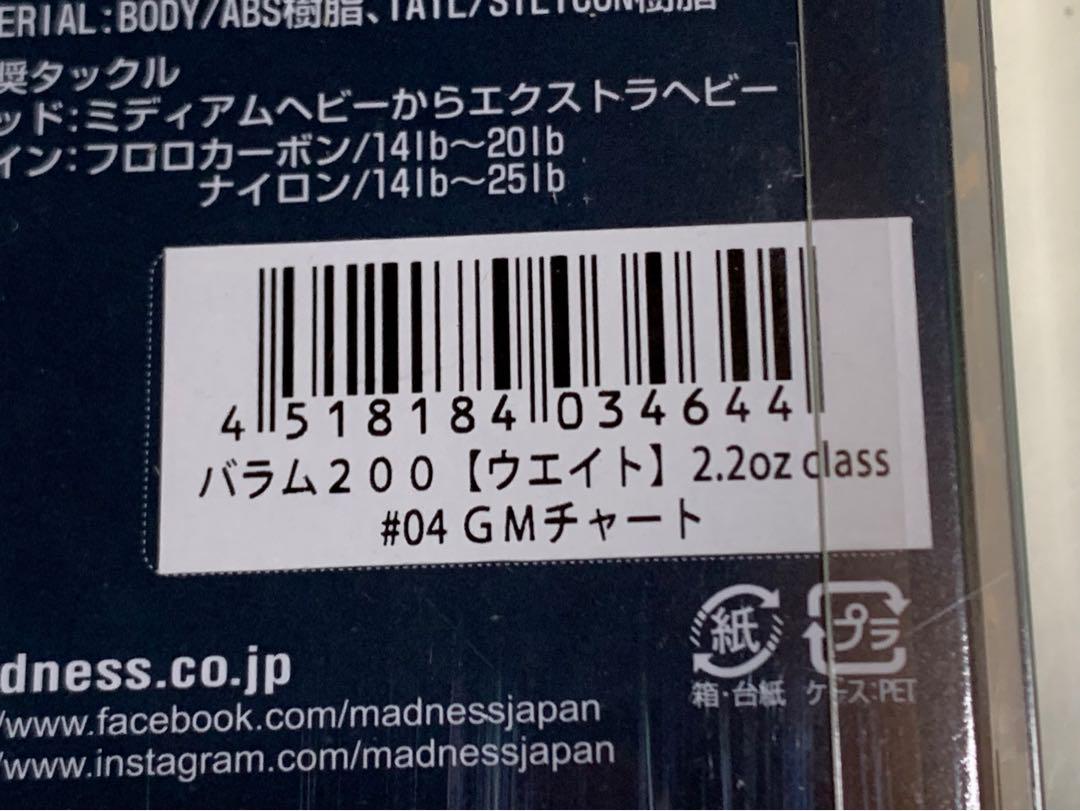 ERIAL:BODY/ABS樹脂、TAIL/SILICON樹脂
奨タックル
ッド:ミディアムヘビーからエクストラヘビー
イン:フロロカーボン/14lb〜20lb
ナイロン/14lb〜25lb
4 518184 034644
バラム200【ウエイト】2.2oz class
#04 GMチャート
紙
プラ
箱・台紙 ケース:PET
dness.co.jp
/www.facebook.com/madnessjapan
/www.instagram.com/madnessjapan